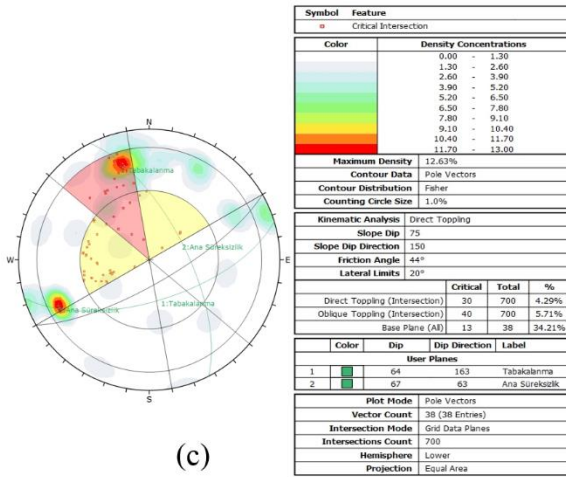 Symbol Feature
Critical Intersection
Color Density Concentrations
0.00 - 1.30
1.30 - 2.60
2.60 - 3.90
3.90 - 5.20
5.20 - 6.50
6.50 - 7.80
7.80 - 9.10
9.10 - 10.40
10.40 - 11.70
11.70 - 13.00
Maximum Density 12.63%
Contour Data Pole Vectors
Contour Distribution Fisher
Counting Circle Size 1.0%
Kinematic Analysis Direct Toppling
Slope Dip 75
Slope Dip Direction 150
Friction Angle 44°
Lateral Limits 20°
Critical Total %
Direct Toppling (Intersection) 30 700 4.29%
Oblique Toppling (Intersection) 40 700 5.71%
Base Plane (All) 13 38 34.21%
Color Dip Dip Direction Label
User Planes
1 64 163 Tabakalanma
2 67 63 Ana Süreksizlik
Plot Mode Pole Vectors
Vector Count 38 (38 Entries)
Intersection Mode Grid Data Planes
Intersections Count 700
Hemisphere Lower
Projection Equal Area
N
Tabakalanma
2:Ana Süreksizlik
W
E
1:Tabakalanma
Ana Süreksizlik
S
(c)